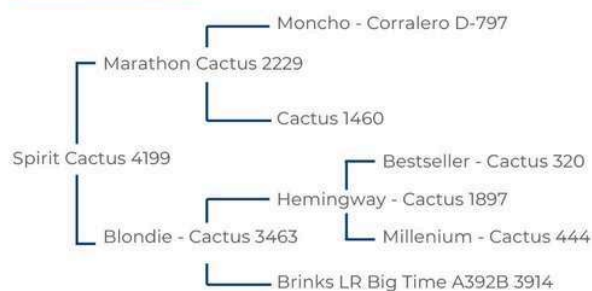 Moncho - Corralero D-797
Marathon Cactus 2229
Cactus 1460
Spirit Cactus 4199
Bestseller - Cactus 320
Hemingway - Cactus 1897
Blondie - Cactus 3463
Millenium - Cactus 444
Brinks LR Big Time A392B 3914